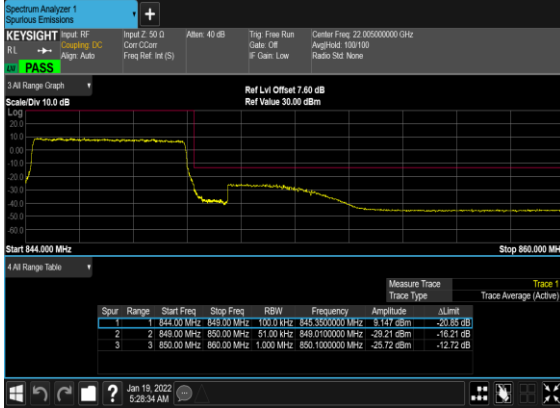 Spectrum Analyzer 1
Spurious Emissions
+
KEYSIGHT Input: RF Input Z: 50 Ω Atten: 40 dB Trig: Free Run Center Freq: 22.005000000 GHz
RL Coupling: DC Corr CCorr Gate: Off Avg|Hold: 100/100
Align: Auto Freq Ref: Int (S) IF Gain: Low Radio Std: None
PASS
3 All Range Graph
Ref Lvl Offset 7.60 dB
Scale/Div 10.0 dB Ref Value 30.00 dBm
Log
20.0
10.0
0.00
-10.0
-20.0
-30.0
-40.0
-50.0
-60.0
Start 844.000 MHz Stop 860.000 MH
4 All Range Table
Measure Trace Trace 1
Trace Type Trace Average (Active)
Spur Range Start Freq Stop Freq RBW Frequency Amplitude ΔLimit
1 1 844.00 MHz 849.00 MHz 100.0 kHz 845.3500000 MHz 9.147 dBm -20.85 dB
2 2 849.00 MHz 850.00 MHz 51.00 kHz 849.0100000 MHz -29.21 dBm -16.21 dB
3 3 850.00 MHz 860.00 MHz 1.000 MHz 850.1000000 MHz -25.72 dBm -12.72 dB
?
Jan 19, 2022
5:28:34 AM